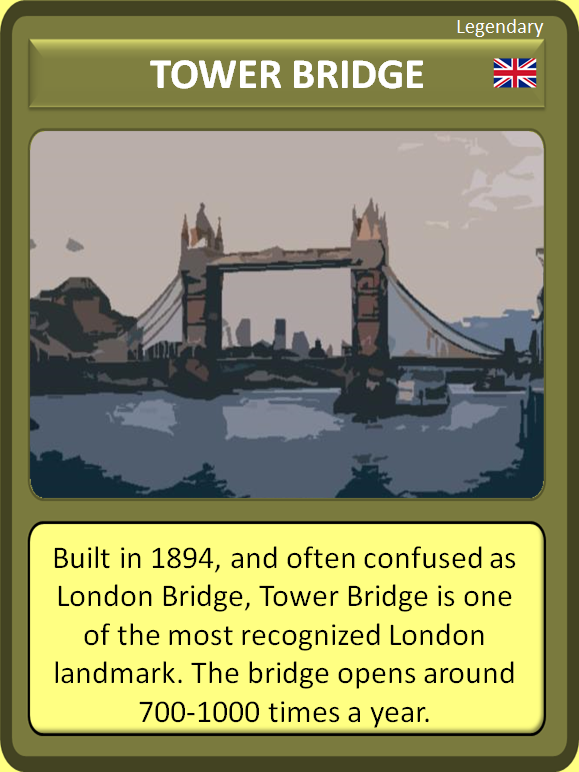 Legendary
TOWER BRIDGE
Built in 1894, and often confused as
London Bridge, Tower Bridge is one
of the most recognized London
landmark. The bridge opens around
700-1000 times a year.